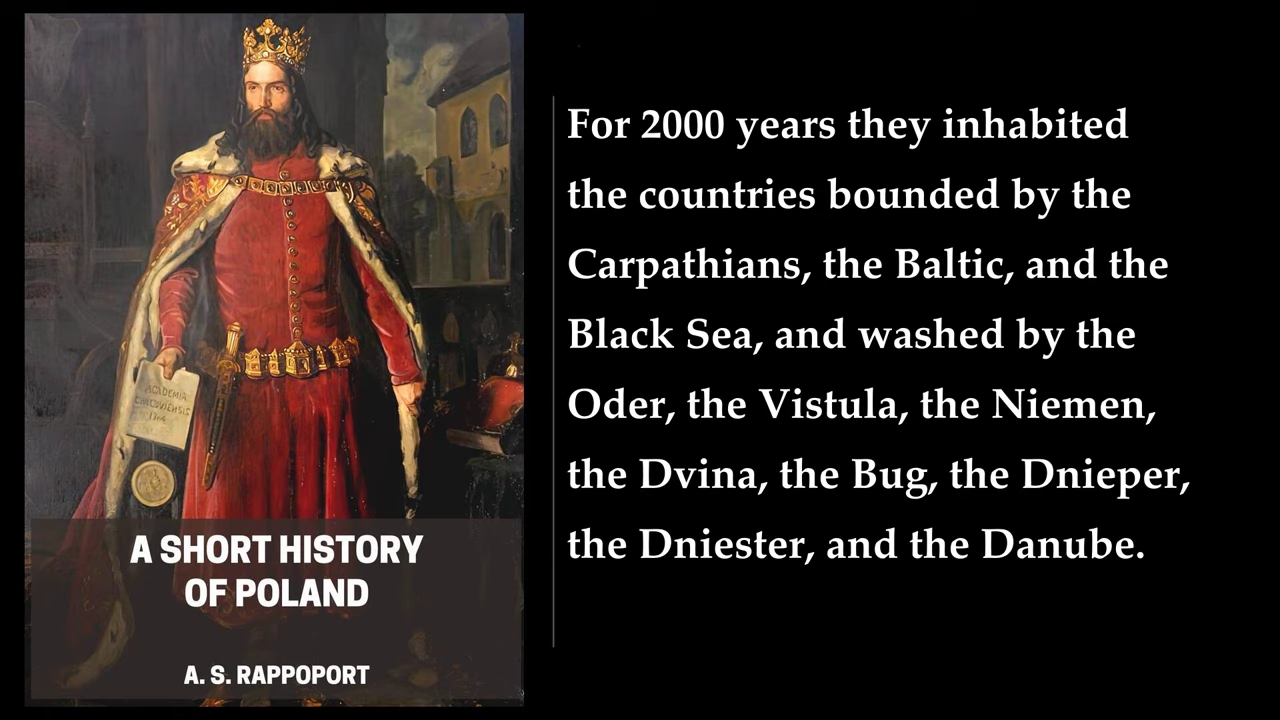 ACADEMIA
A SHORT HISTORY
OF POLAND
A. S. RAPPOPORT
For 2000 years they inhabited
the countries bounded by the
Carpathians, the Baltic, and the
Black Sea, and washed by the
Oder, the Vistula, the Niemen,
the Dvina, the Bug, the Dnieper,
the Dniester, and the Danube.